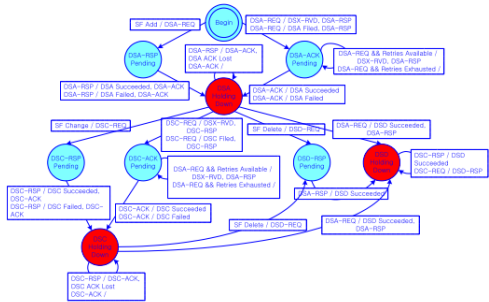 Begin
SF Add / DSA-REQ
DSA-REQ / DSX-RVD, DSA-RSP
DSA-REQ / DSA Filed, DSA-RSP
DSA-RSP
Pending
DSA-RSP / DSA-ACK,
DSA ACK Lost
DSA-ACK /
DSA-ACK
Pending
DSA-REQ && Retries Available /
DSX-RVD, DSA-RSP
DSA-REQ && Retries Exhausted /
DSA-RSP / DSA Succeeded, DSA-ACK
DSA-RSP / DSA Failed, DSA-ACK
Down
DSA-ACK / DSA Succeeded
DSA-ACK / DSA Failed
SF Change / DSC-REQ
DSC-REQ / DSX-RVD,
DSC-RSP
DSC-REQ / DSC Filed,
DSC-RSP
SF Delete / DSD-REQ
DSA-REQ / DSD Succeeded,
DSA-RSP
DSC-RSP
Pending
DSC-ACK
Pending
DSA-REQ && Retries Available /
DSX-RVD, DSA-RSP
DSA-REQ && Retries Exhausted /
DSD-RSP
Pending
Down
DSC-RSP / DSD
Succeeded
DSC-REQ / DSD-RSP
DSA-RSP / DSD Succeeded
DSC-RSP / DSC Succeeded,
DSC-ACK
DSC-RSP / DSC Failed, DSC-
ACK
DSC-ACK / DSC Succeeded
DSC-ACK / DSC Failed
SF Delete / DSD-REQ
DSA-REQ / DSD Succeeded,
DSA-RSP
DSC
Holding
Down
DSC-RSP / DSC-ACK,
DSC ACK Lost
DSC-ACK /